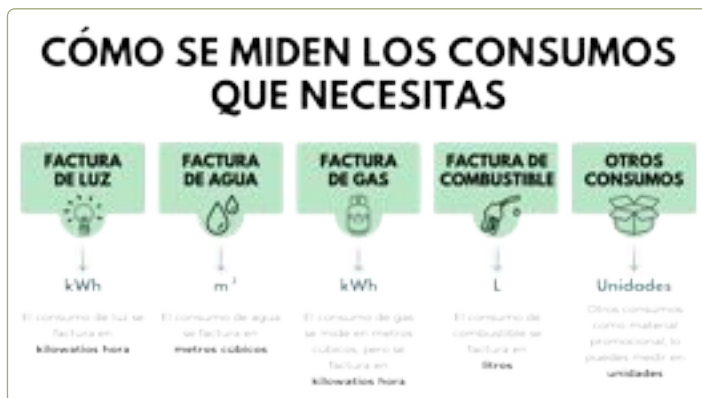 CÓMO SE MIDEN LOS CONSUMOS
QUE NECESITAS
FACTURA
DE LUZ
kWh
El consumo de luz se
factura en
kilowatios hora
FACTURA
DE AGUA
m³
El consumo de agua
se factura en
metros cúbicos
FACTURA
DE GAS
kWh
El consumo de gas
se mide en metros
cúbicos, pero se
factura en
kilowatios hora
FACTURA DE
COMBUSTIBLE
L
El consumo de
combustible se
factura en
litros
OTROS
CONSUMOS
Unidades
Otros consumos
como material
promocional, lo
puedes medir en
unidades